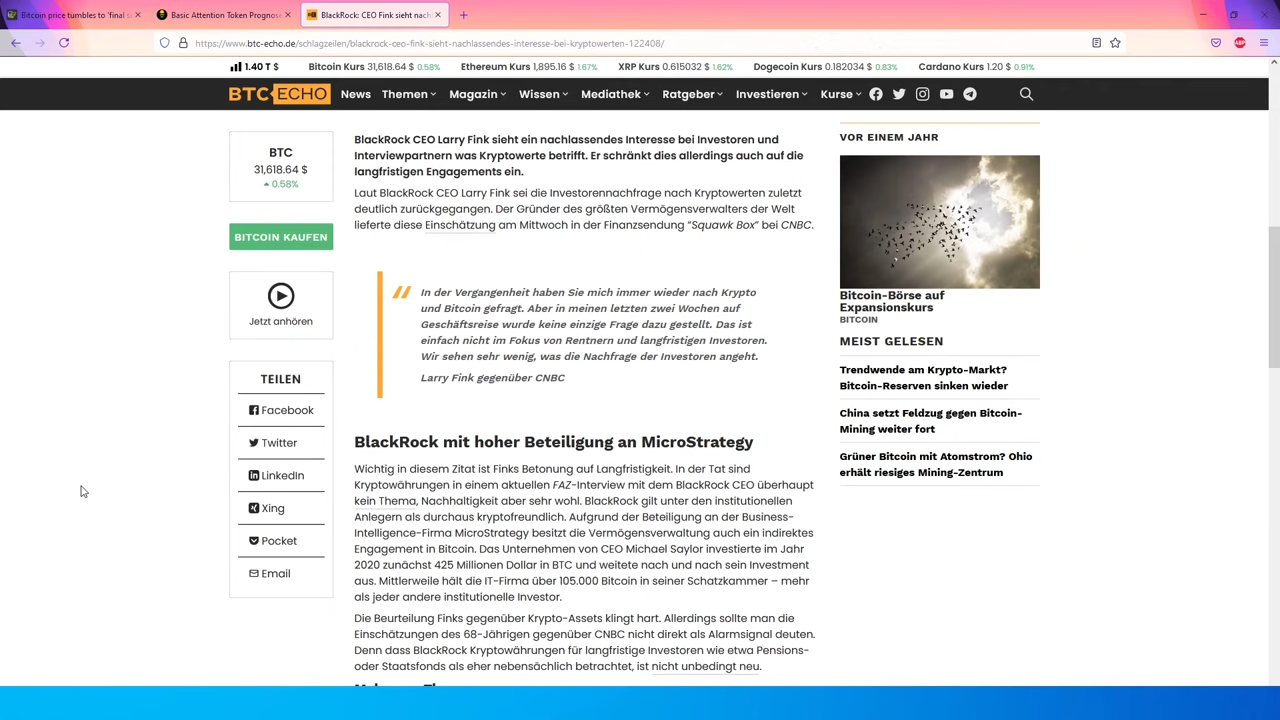 Bitcoin price tumbles to 'final s
Basic Attention Token Prognose
BlackRock: CEO Fink sieht nach
https://www.btc-echo.de/schlagzeilen/blackrock-ceo-fink-sieht-nachlassendes-interesse-bei-kryptowerten-122408/
ABP
1.40 T $ Bitcoin Kurs 31,618.64 $ 0.58% Ethereum Kurs 1,895.16 $ 1.67% XRP Kurs 0.615032 $ 1.62% Dogecoin Kurs 0.182034 $ 0.83% Cardano Kurs 1.20 $ 0.91%
BTC-ECHO News Themen Magazin Wissen Mediathek Ratgeber Investieren Kurse
BTC
31,618.64 $
0.58%
BITCOIN KAUFEN
Jetzt anhören
TEILEN
Facebook
Twitter
LinkedIn
Xing
Pocket
Email
BlackRock CEO Larry Fink sieht ein nachlassendes Interesse bei Investoren und
Interviewpartnern was Kryptowerte betrifft. Er schränkt dies allerdings auch auf die
langfristigen Engagements ein.
Laut BlackRock CEO Larry Fink sei die Investorennachfrage nach Kryptowerten zuletzt
deutlich zurückgegangen. Der Gründer des größten Vermögensverwalters der Welt
lieferte diese Einschätzung am Mittwoch in der Finanzsendung “Squawk Box” bei CNBC.
In der Vergangenheit haben Sie mich immer wieder nach Krypto
und Bitcoin gefragt. Aber in meinen letzten zwei Wochen auf
Geschäftsreise wurde keine einzige Frage dazu gestellt. Das ist
einfach nicht im Fokus von Rentnern und langfristigen Investoren.
Wir sehen sehr wenig, was die Nachfrage der Investoren angeht.
Larry Fink gegenüber CNBC
BlackRock mit hoher Beteiligung an MicroStrategy
Wichtig in diesem Zitat ist Finks Betonung auf Langfristigkeit. In der Tat sind
Kryptowährungen in einem aktuellen FAZ-Interview mit dem BlackRock CEO überhaupt
kein Thema, Nachhaltigkeit aber sehr wohl. BlackRock gilt unter den institutionellen
Anlegern als durchaus kryptofreundlich. Aufgrund der Beteiligung an der Business-
Intelligence-Firma MicroStrategy besitzt die Vermögensverwaltung auch ein indirektes
Engagement in Bitcoin. Das Unternehmen von CEO Michael Saylor investierte im Jahr
2020 zunächst 425 Millionen Dollar in BTC und weitete nach und nach sein Investment
aus. Mittlerweile hält die IT-Firma über 105.000 Bitcoin in seiner Schatzkammer – mehr
als jeder andere institutionelle Investor.
Die Beurteilung Finks gegenüber Krypto-Assets klingt hart. Allerdings sollte man die
Einschätzungen des 68-Jährigen gegenüber CNBC nicht direkt als Alarmsignal deuten.
Denn dass BlackRock Kryptowährungen für langfristige Investoren wie etwa Pensions-
oder Staatsfonds als eher nebensächlich betrachtet, ist nicht unbedingt neu.
VOR EINEM JAHR
Bitcoin-Börse auf
Expansionskurs
BITCOIN
MEIST GELESEN
Trendwende am Krypto-Markt?
Bitcoin-Reserven sinken wieder
China setzt Feldzug gegen Bitcoin-
Mining weiter fort
Grüner Bitcoin mit Atomstrom? Ohio
erhält riesiges Mining-Zentrum